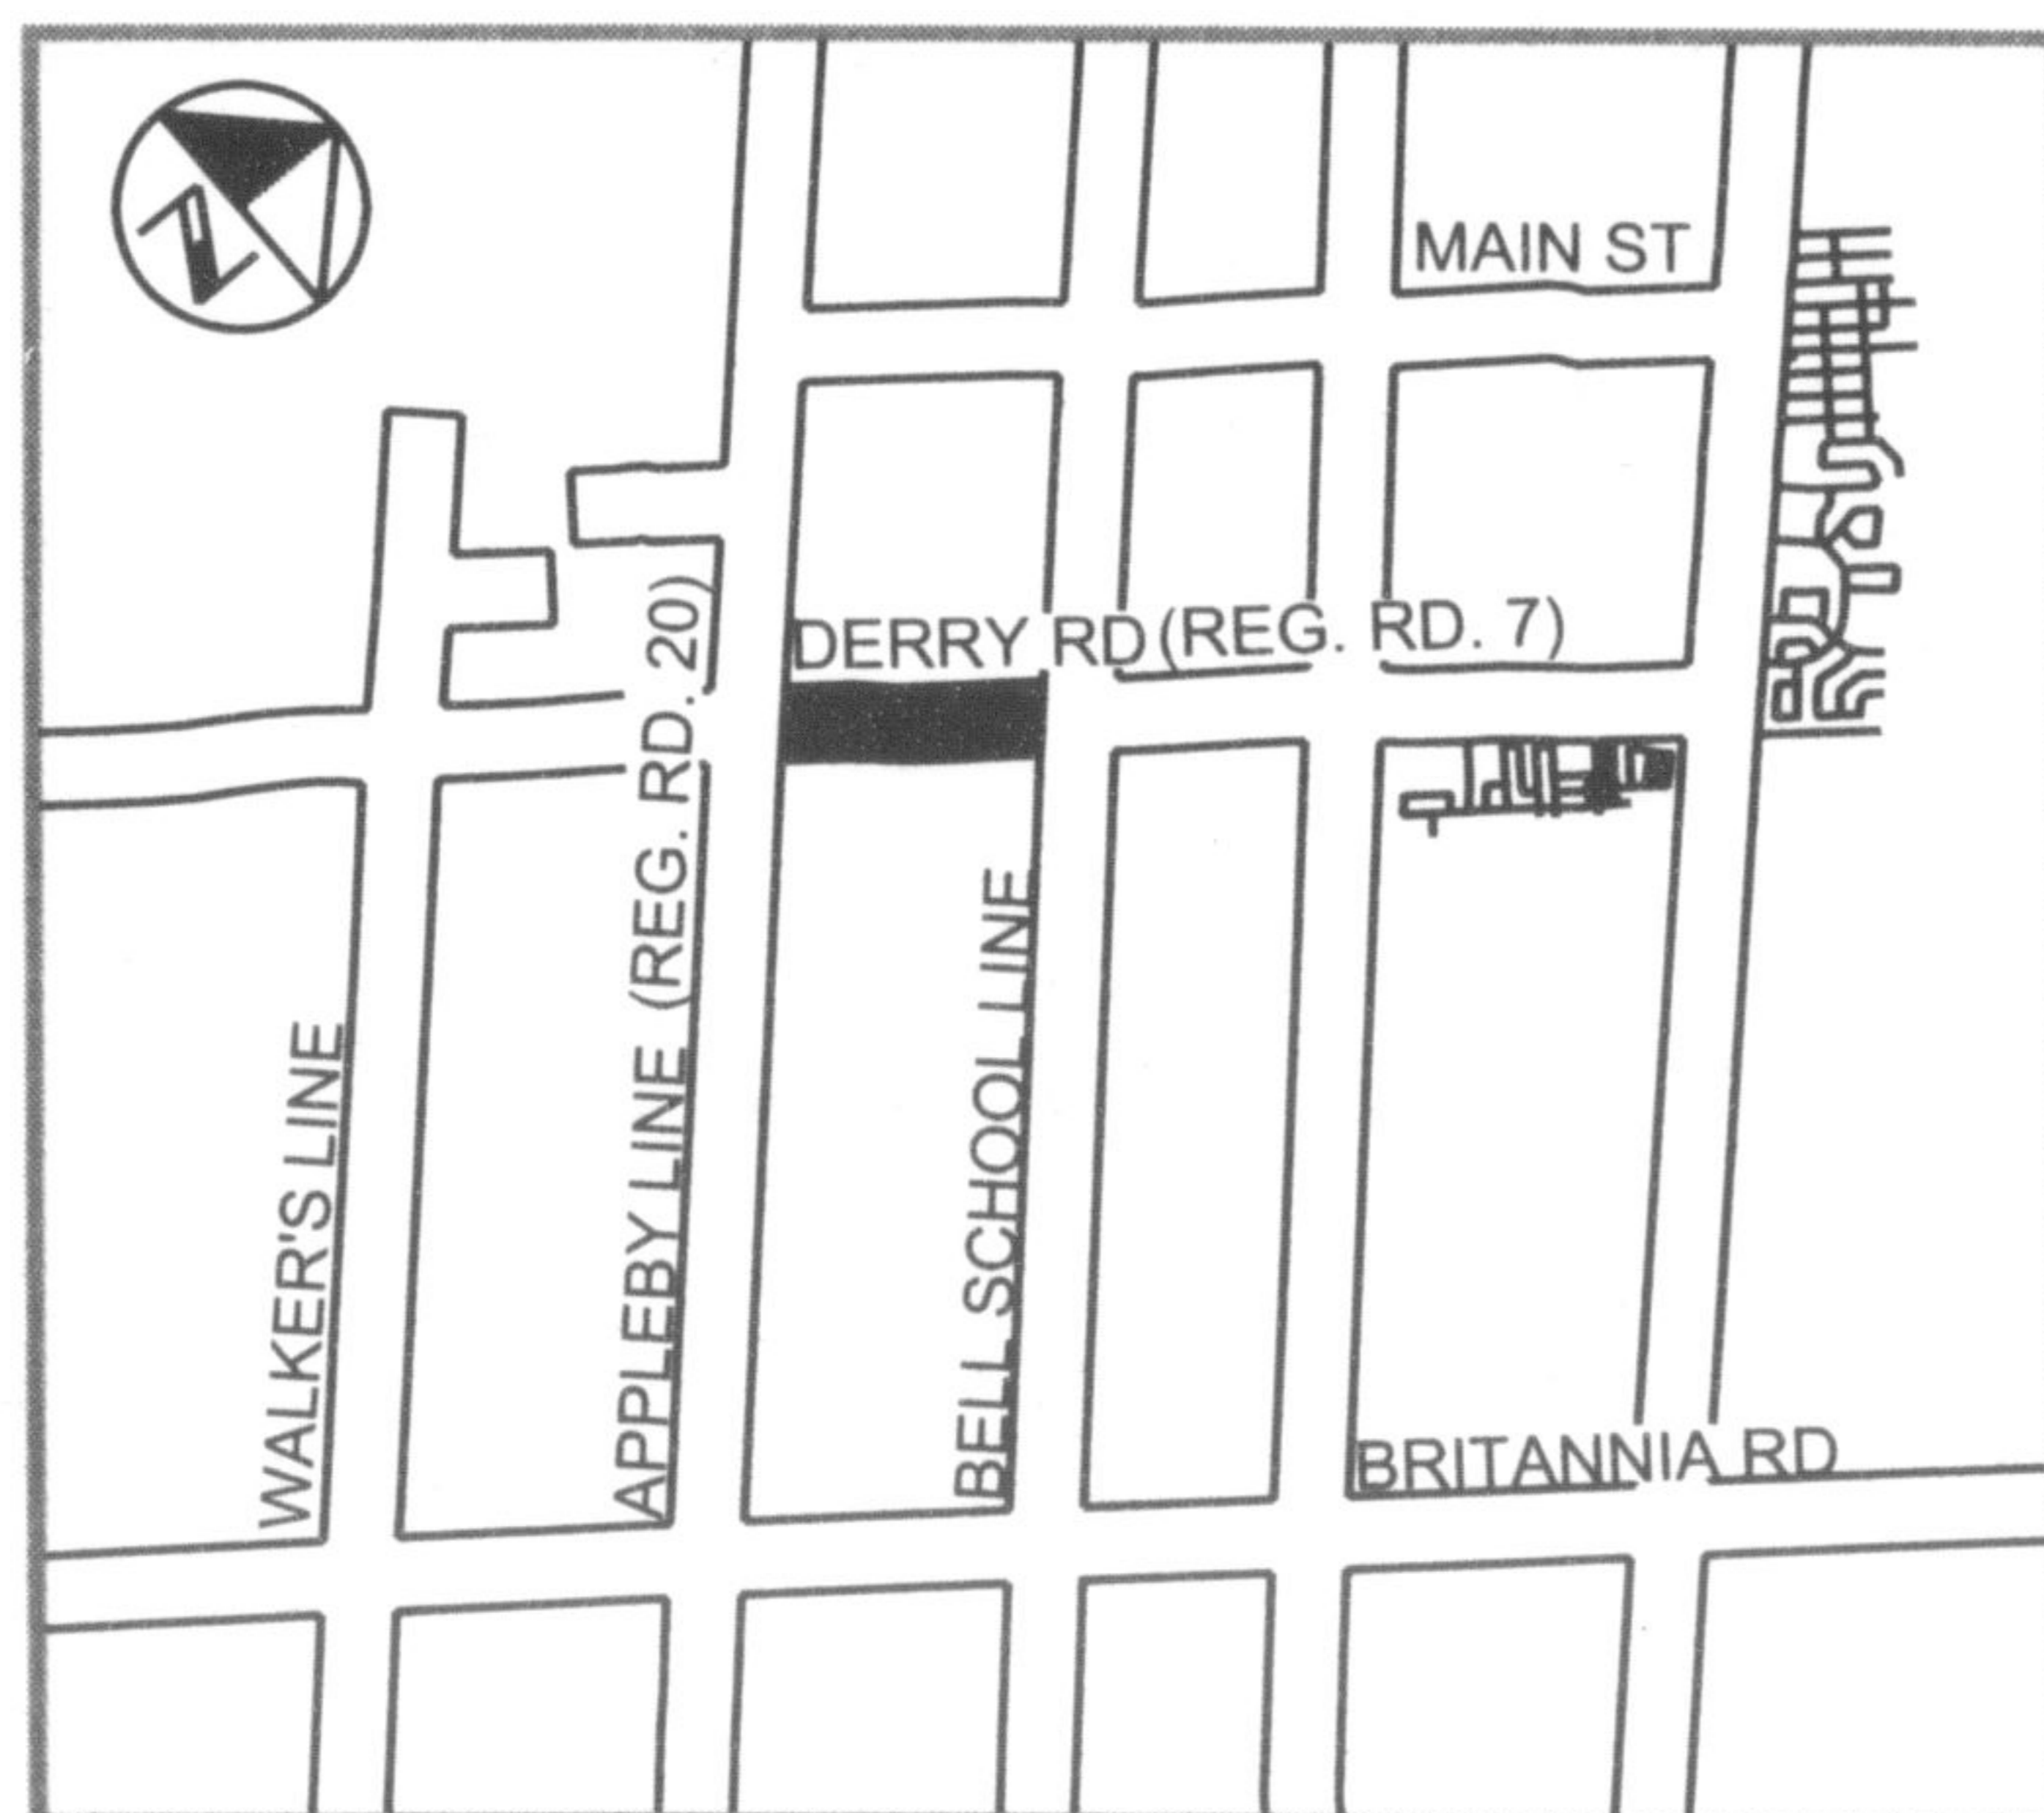 N
MAIN ST
DERRY RD (REG. RD. 7)
WALKER'S LINE
APPLEBY LINE (REG. RD. 20)
BELL SCHOOL LINE
BRITANNIA RD